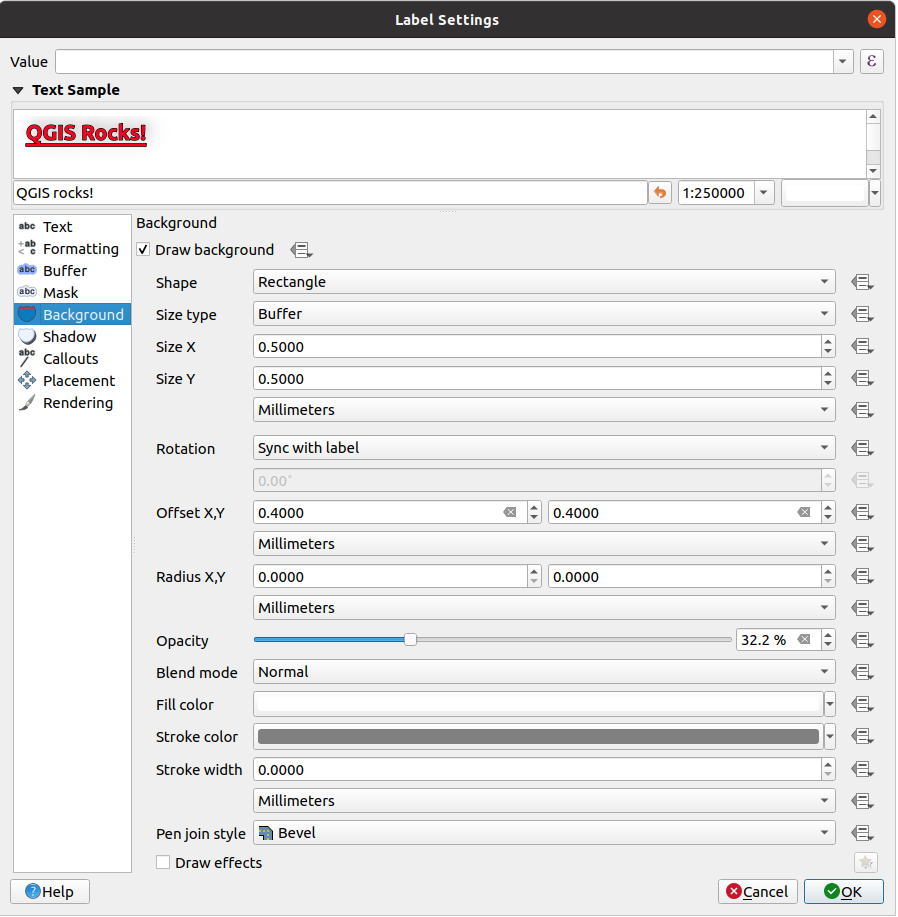 Label Settings
Value
ε
Text Sample
QGIS Rocks!
QGIS rocks!
1:250000
abc Text
+ab < c Formatting
abc Buffer
abc Mask
Background
Shadow
abc Callouts
Placement
Rendering
Background
Draw background
Shape Rectangle
Size type Buffer
Size X 0.5000
Size Y 0.5000
Millimeters
Rotation Sync with label
0.00°
Offset X,Y 0.4000 0.4000
Millimeters
Radius X,Y 0.0000 0.0000
Millimeters
Opacity 32.2 %
Blend mode Normal
Fill color
Stroke color
Stroke width 0.0000
Millimeters
Pen join style Bevel
Draw effects
Help Cancel OK